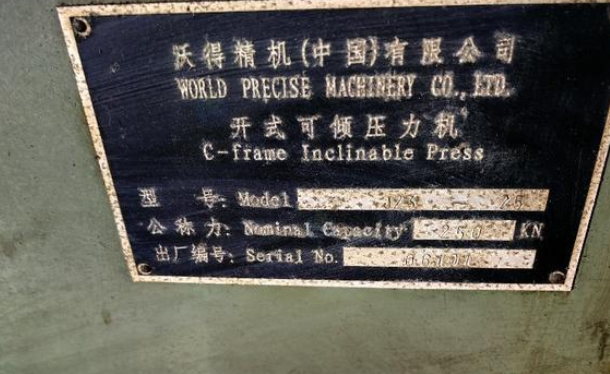 沃得精机(中国)有限公司
WORLD PRECISE MACHINERY CO., LTD.
开式可倾压力机
C-frame Inclinable Press
型 号: Model J23 — 25
公称力: Nominal Capacity 250 KN
出厂编号: Serial No.